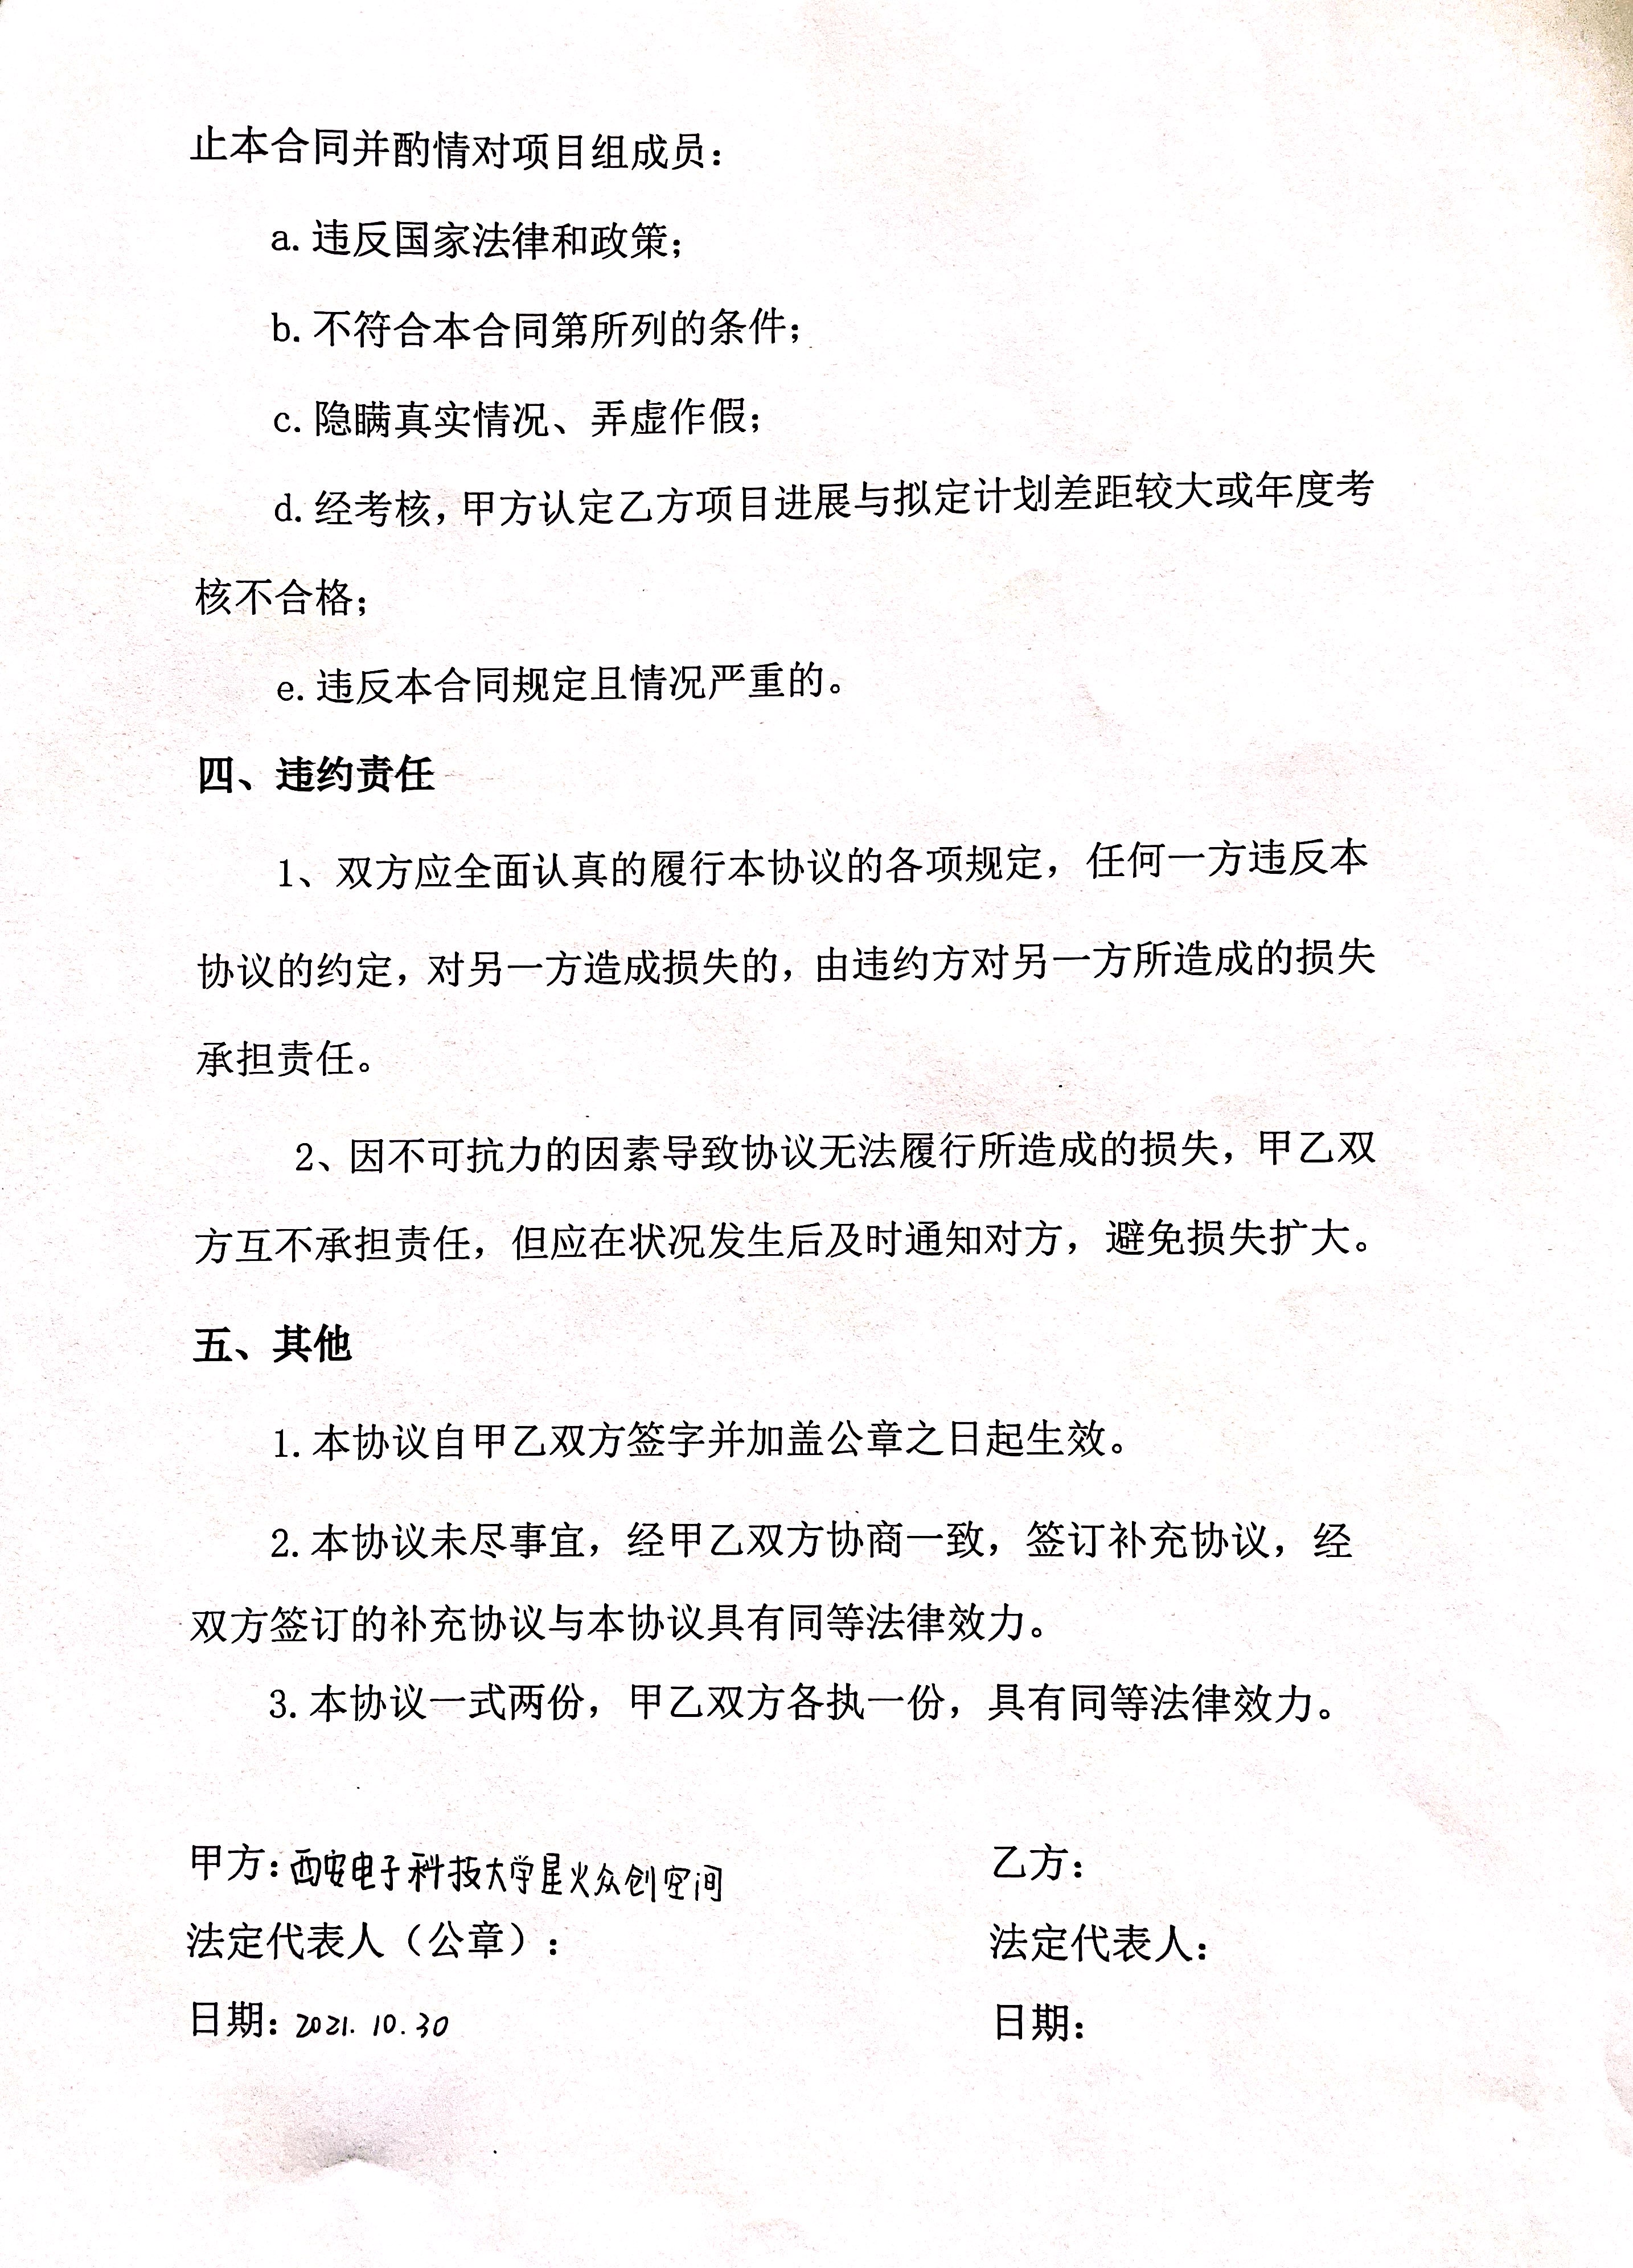 止本合同并酌情对项目组成员：
a.违反国家法律和政策；
b.不符合本合同第所列的条件；
c.隐瞒真实情况、弄虚作假；
d.经考核，甲方认定乙方项目进展与拟定计划差距较大或年度考
核不合格；
e.违反本合同规定且情况严重的。
四、违约责任
1、双方应全面认真的履行本协议的各项规定，任何一方违反本
协议的约定，对另一方造成损失的，由违约方对另一方所造成的损失
承担责任。
2、因不可抗力的因素导致协议无法履行所造成的损失，甲乙双
方互不承担责任，但应在状况发生后及时通知对方，避免损失扩大。
五、其他
1.本协议自甲乙双方签字并加盖公章之日起生效。
2.本协议未尽事宜，经甲乙双方协商一致，签订补充协议，经
双方签订的补充协议与本协议具有同等法律效力。
3.本协议一式两份，甲乙双方各执一份，具有同等法律效力。
甲方：西安电子科技大学星火众创空间 乙方：
法定代表人（公章）： 法定代表人：
日期：2021.10.30 日期：